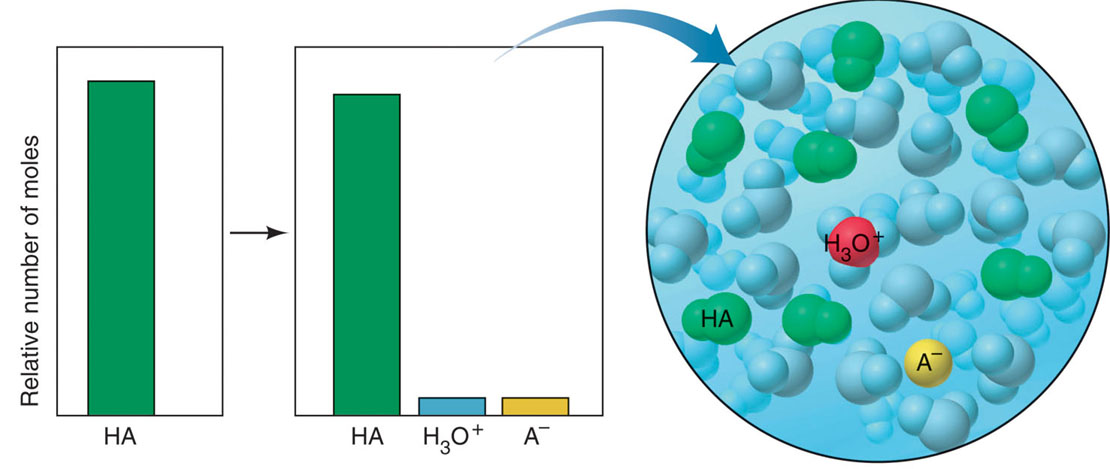 Relative number of moles
HA
HA
H₃O⁺
A⁻
H₃O⁺
HA
A⁻